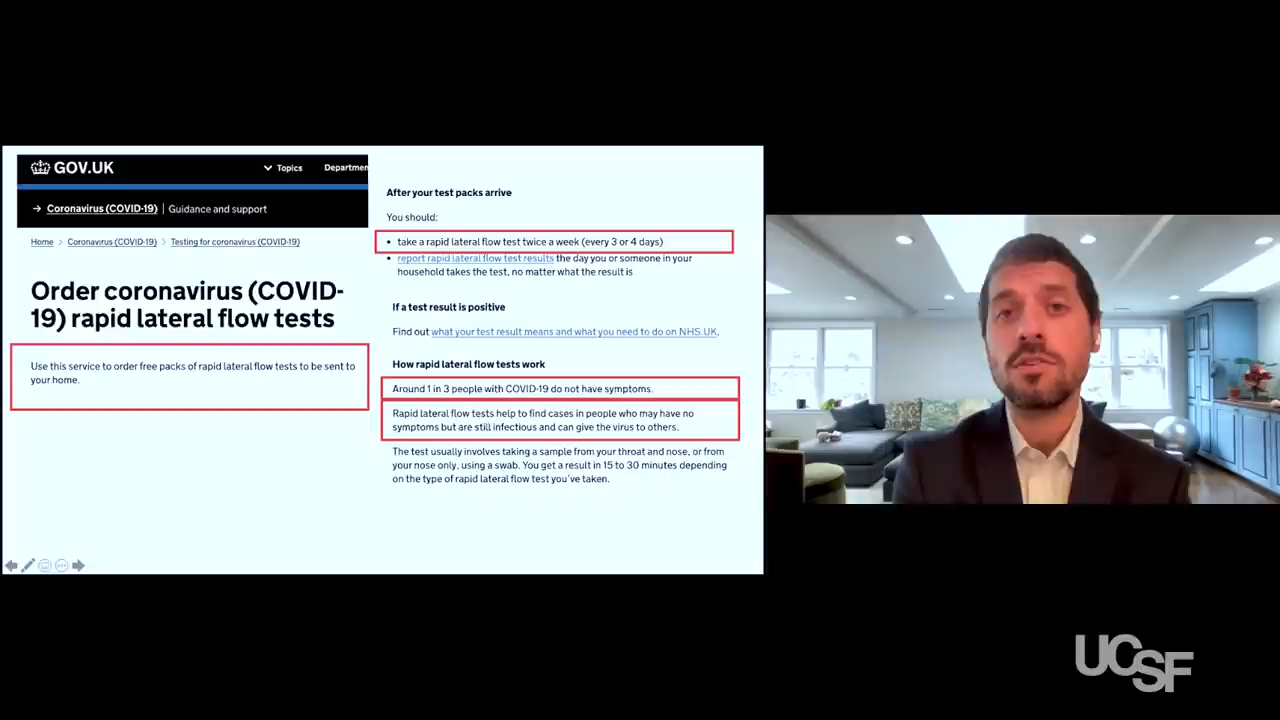 GOV.UK
Topics
Departmen
→ Coronavirus (COVID-19) | Guidance and support
Home > Coronavirus (COVID-19) > Testing for coronavirus (COVID-19)
Order coronavirus (COVID-
19) rapid lateral flow tests
Use this service to order free packs of rapid lateral flow tests to be sent to
your home.
After your test packs arrive
You should:
• take a rapid lateral flow test twice a week (every 3 or 4 days)
• report rapid lateral flow test results the day you or someone in your
household takes the test, no matter what the result is
If a test result is positive
Find out what your test result means and what you need to do on NHS.UK.
How rapid lateral flow tests work
Around 1 in 3 people with COVID-19 do not have symptoms.
Rapid lateral flow tests help to find cases in people who may have no
symptoms but are still infectious and can give the virus to others.
The test usually involves taking a sample from your throat and nose, or from
your nose only, using a swab. You get a result in 15 to 30 minutes depending
on the type of rapid lateral flow test you've taken.
UCSF